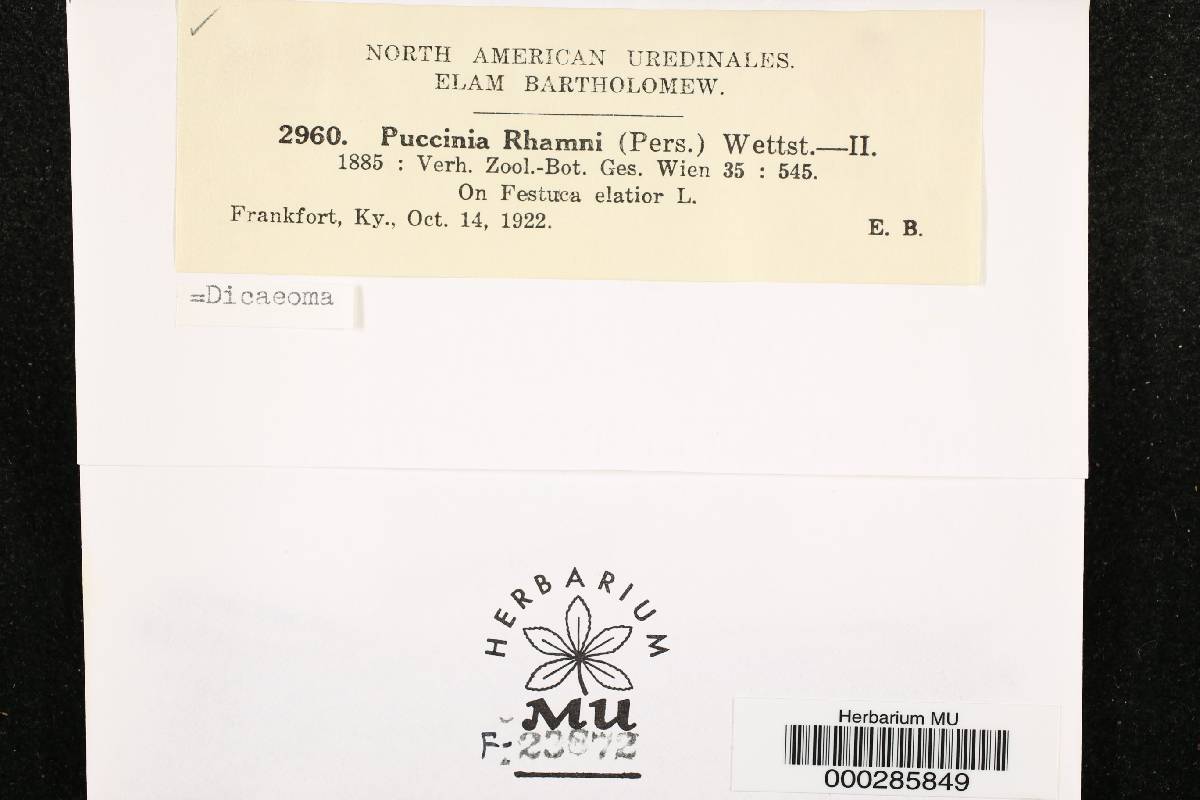 NORTH AMERICAN UREDINALES.
ELAM BARTHOLOMEW.
2960. Puccinia Rhamni (Pers.) Wettst.—II.
1885 : Verh. Zool.-Bot. Ges. Wien 35 : 545.
On Festuca elatior L.
Frankfort, Ky., Oct. 14, 1922.
E. B.
=Dicaeoma
HERBARIUM
MU
F-
Herbarium MU
000285849